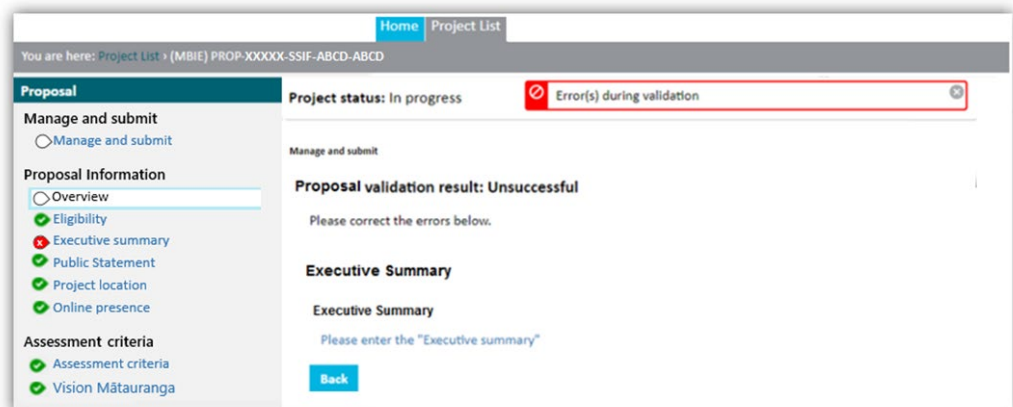 Home Project List
You are here: Project List › (MBIE) PROP-XXXXX-SSIF-ABCD-ABCD
Proposal
Manage and submit
Manage and submit
Proposal Information
Overview
Eligibility
Executive summary
Public Statement
Project location
Online presence
Assessment criteria
Assessment criteria
Vision Mātauranga
Project status: In progress
Error(s) during validation
Manage and submit
Proposal validation result: Unsuccessful
Please correct the errors below.
Executive Summary
Executive Summary
Please enter the "Executive summary"
Back